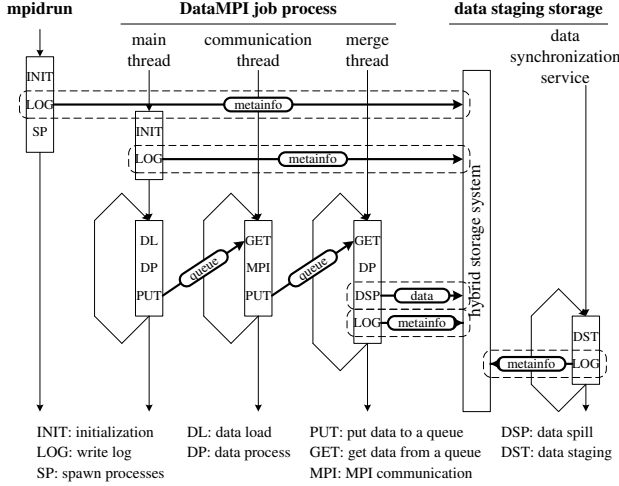 mpidrun DataMPI job process data staging storage
main thread
communication thread
merge thread
data synchronization service
INIT
LOG
SP
metainfo
INIT
LOG
metainfo
hybrid storage system
DL
DP
PUT
queue
GET
MPI
PUT
queue
GET
DP
DSP
data
LOG
metainfo
DST
LOG
metainfo
INIT: initialization DL: data load PUT: put data to a queue DSP: data spill
LOG: write log DP: data process GET: get data from a queue DST: data staging
SP: spawn processes MPI: MPI communication